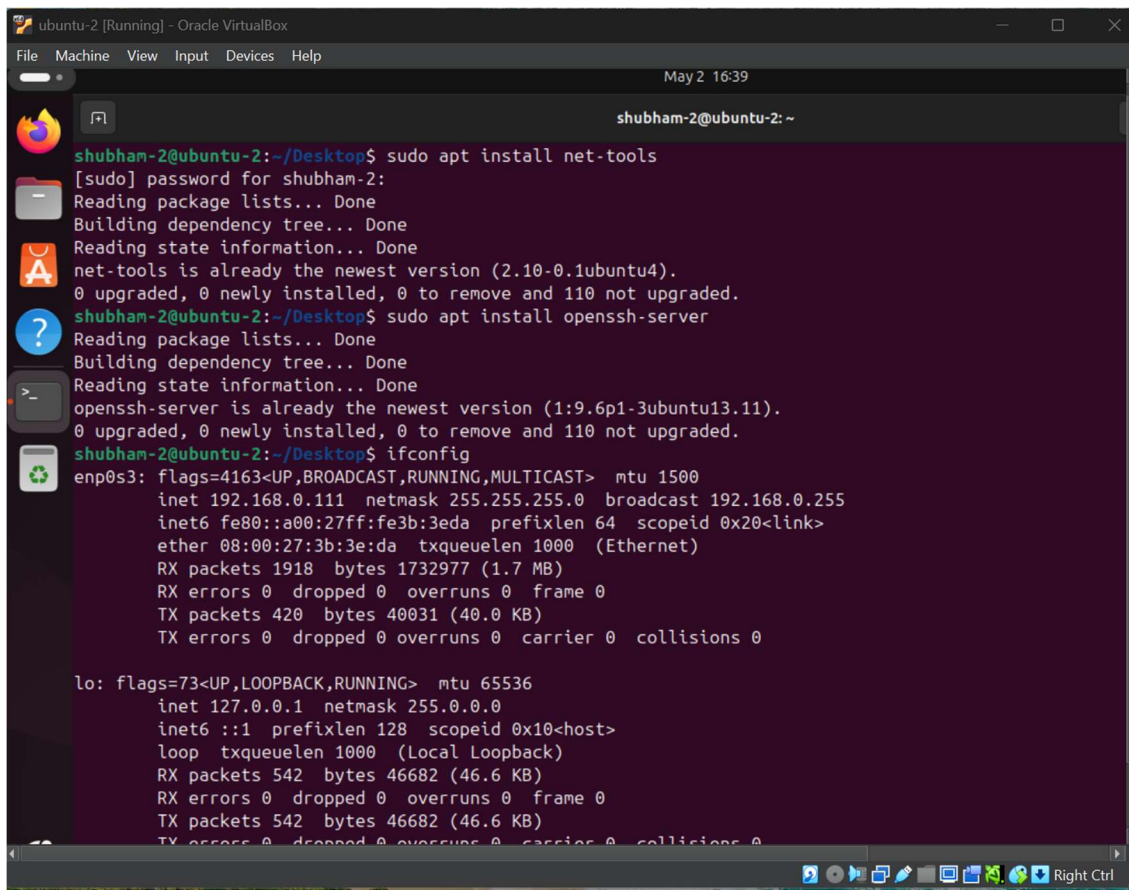 ubuntu-2 [Running] - Oracle VirtualBox
File Machine View Input Devices Help
May 2 16:39
shubham-2@ubuntu-2: ~
shubham-2@ubuntu-2:~/Desktop$ sudo apt install net-tools
[sudo] password for shubham-2:
Reading package lists... Done
Building dependency tree... Done
Reading state information... Done
net-tools is already the newest version (2.10-0.1ubuntu4).
0 upgraded, 0 newly installed, 0 to remove and 110 not upgraded.
shubham-2@ubuntu-2:~/Desktop$ sudo apt install openssh-server
Reading package lists... Done
Building dependency tree... Done
Reading state information... Done
openssh-server is already the newest version (1:9.6p1-3ubuntu13.11).
0 upgraded, 0 newly installed, 0 to remove and 110 not upgraded.
shubham-2@ubuntu-2:~/Desktop$ ifconfig
enp0s3: flags=4163<UP,BROADCAST,RUNNING,MULTICAST>  mtu 1500
        inet 192.168.0.111  netmask 255.255.255.0  broadcast 192.168.0.255
        inet6 fe80::a00:27ff:fe3b:3eda  prefixlen 64  scopeid 0x20<link>
        ether 08:00:27:3b:3e:da  txqueuelen 1000  (Ethernet)
        RX packets 1918  bytes 1732977 (1.7 MB)
        RX errors 0  dropped 0  overruns 0  frame 0
        TX packets 420  bytes 40031 (40.0 KB)
        TX errors 0  dropped 0 overruns 0  carrier 0  collisions 0
lo: flags=73<UP,LOOPBACK,RUNNING>  mtu 65536
        inet 127.0.0.1  netmask 255.0.0.0
        inet6 ::1  prefixlen 128  scopeid 0x10<host>
        loop  txqueuelen 1000  (Local Loopback)
        RX packets 542  bytes 46682 (46.6 KB)
        RX errors 0  dropped 0  overruns 0  frame 0
        TX packets 542  bytes 46682 (46.6 KB)
        TX errors 0  dropped 0 overruns 0  carrier 0  collisions 0
Right Ctrl